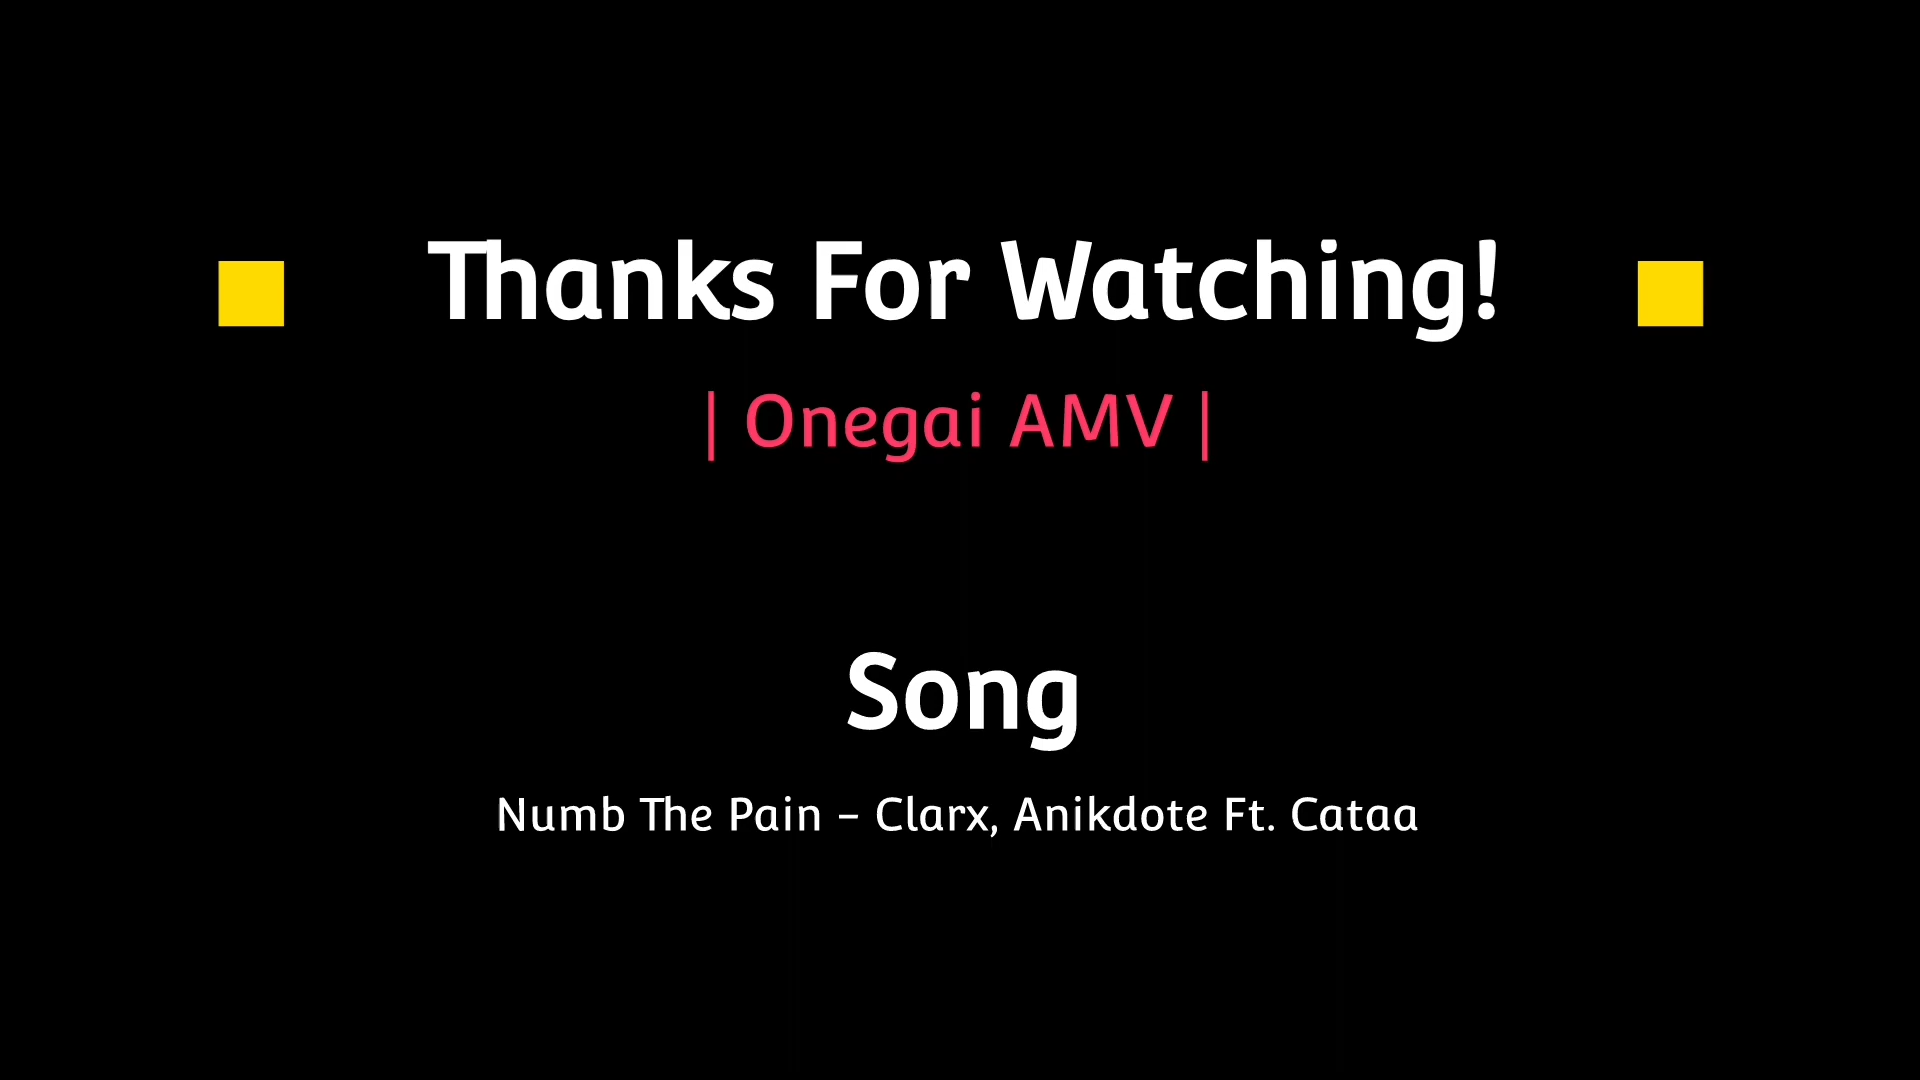 Thanks For Watching!
| Onegai AMV |
Song
Numb The Pain – Clarx, Anikdote Ft. Cataa